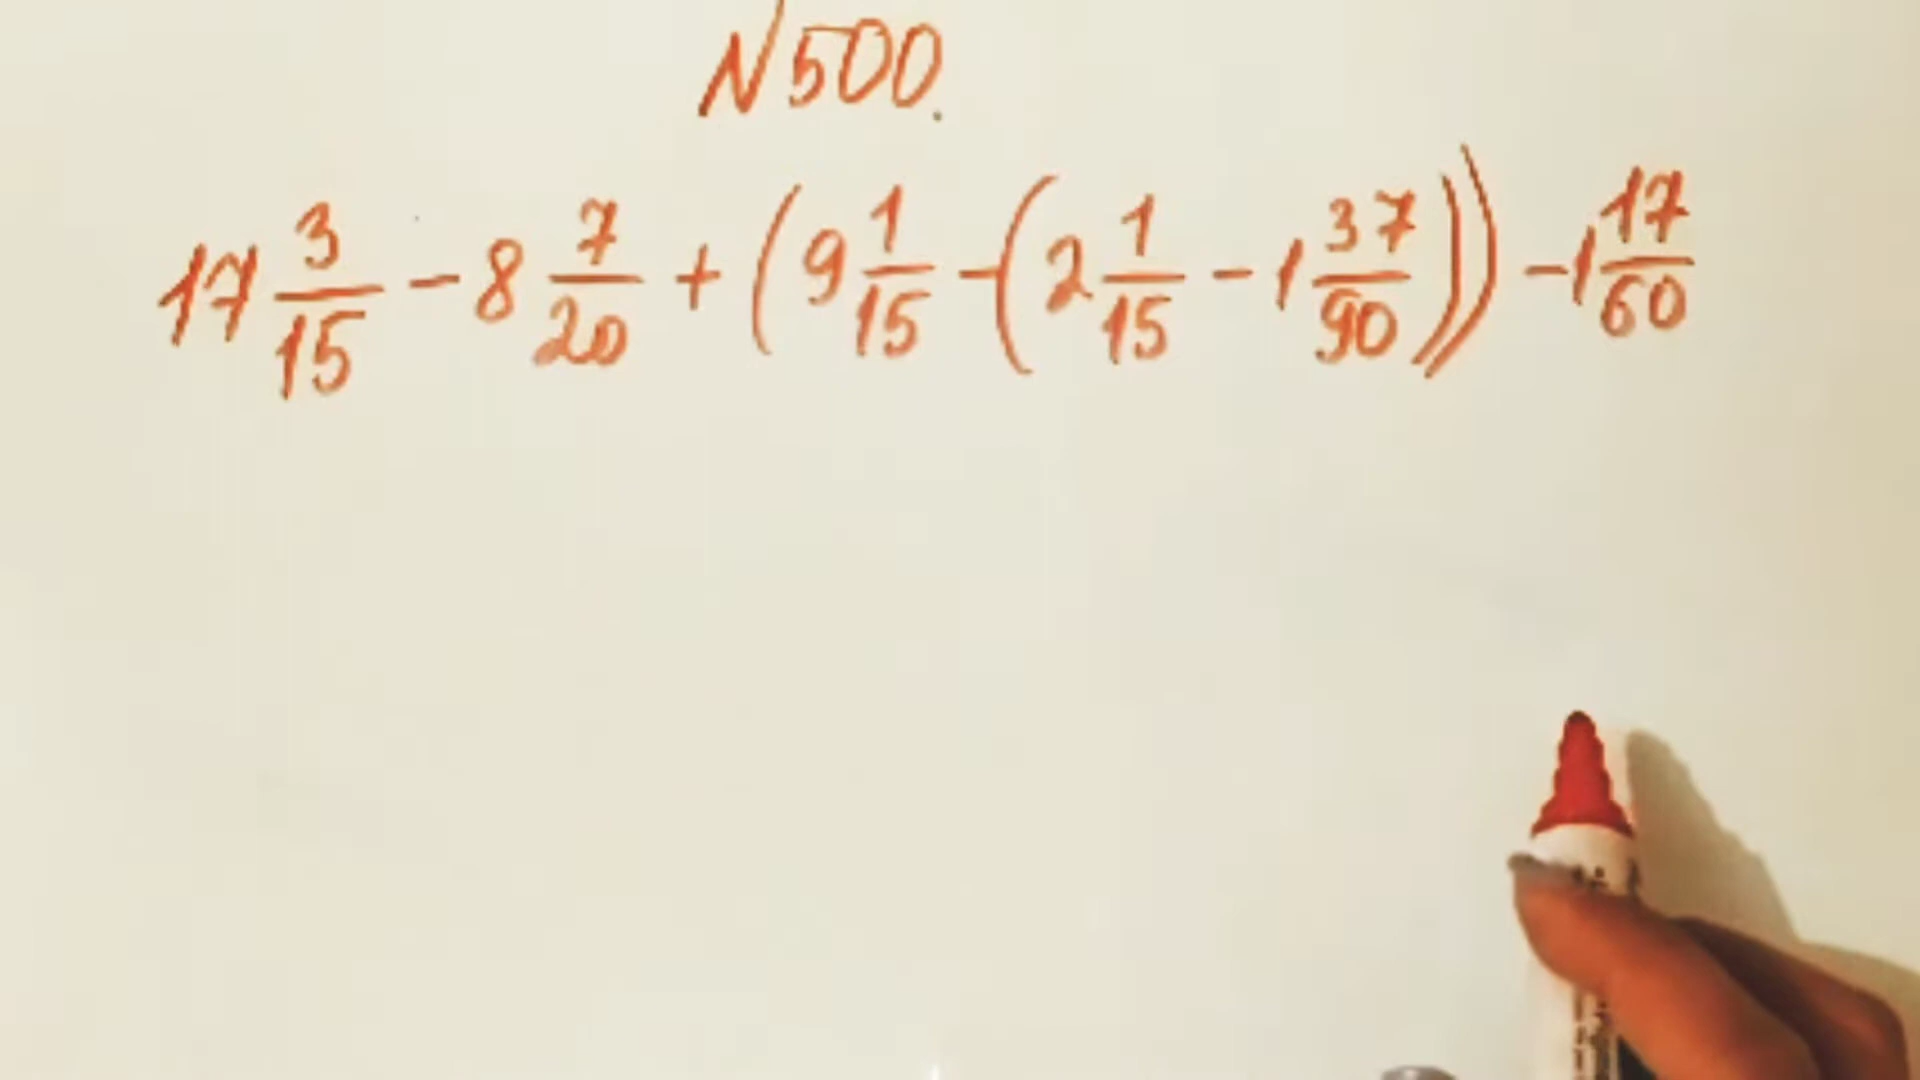 N500.
17 3/15 - 8 7/20 + (9 1/15 - (2 1/15 - 1 37/90)) - 1 17/60